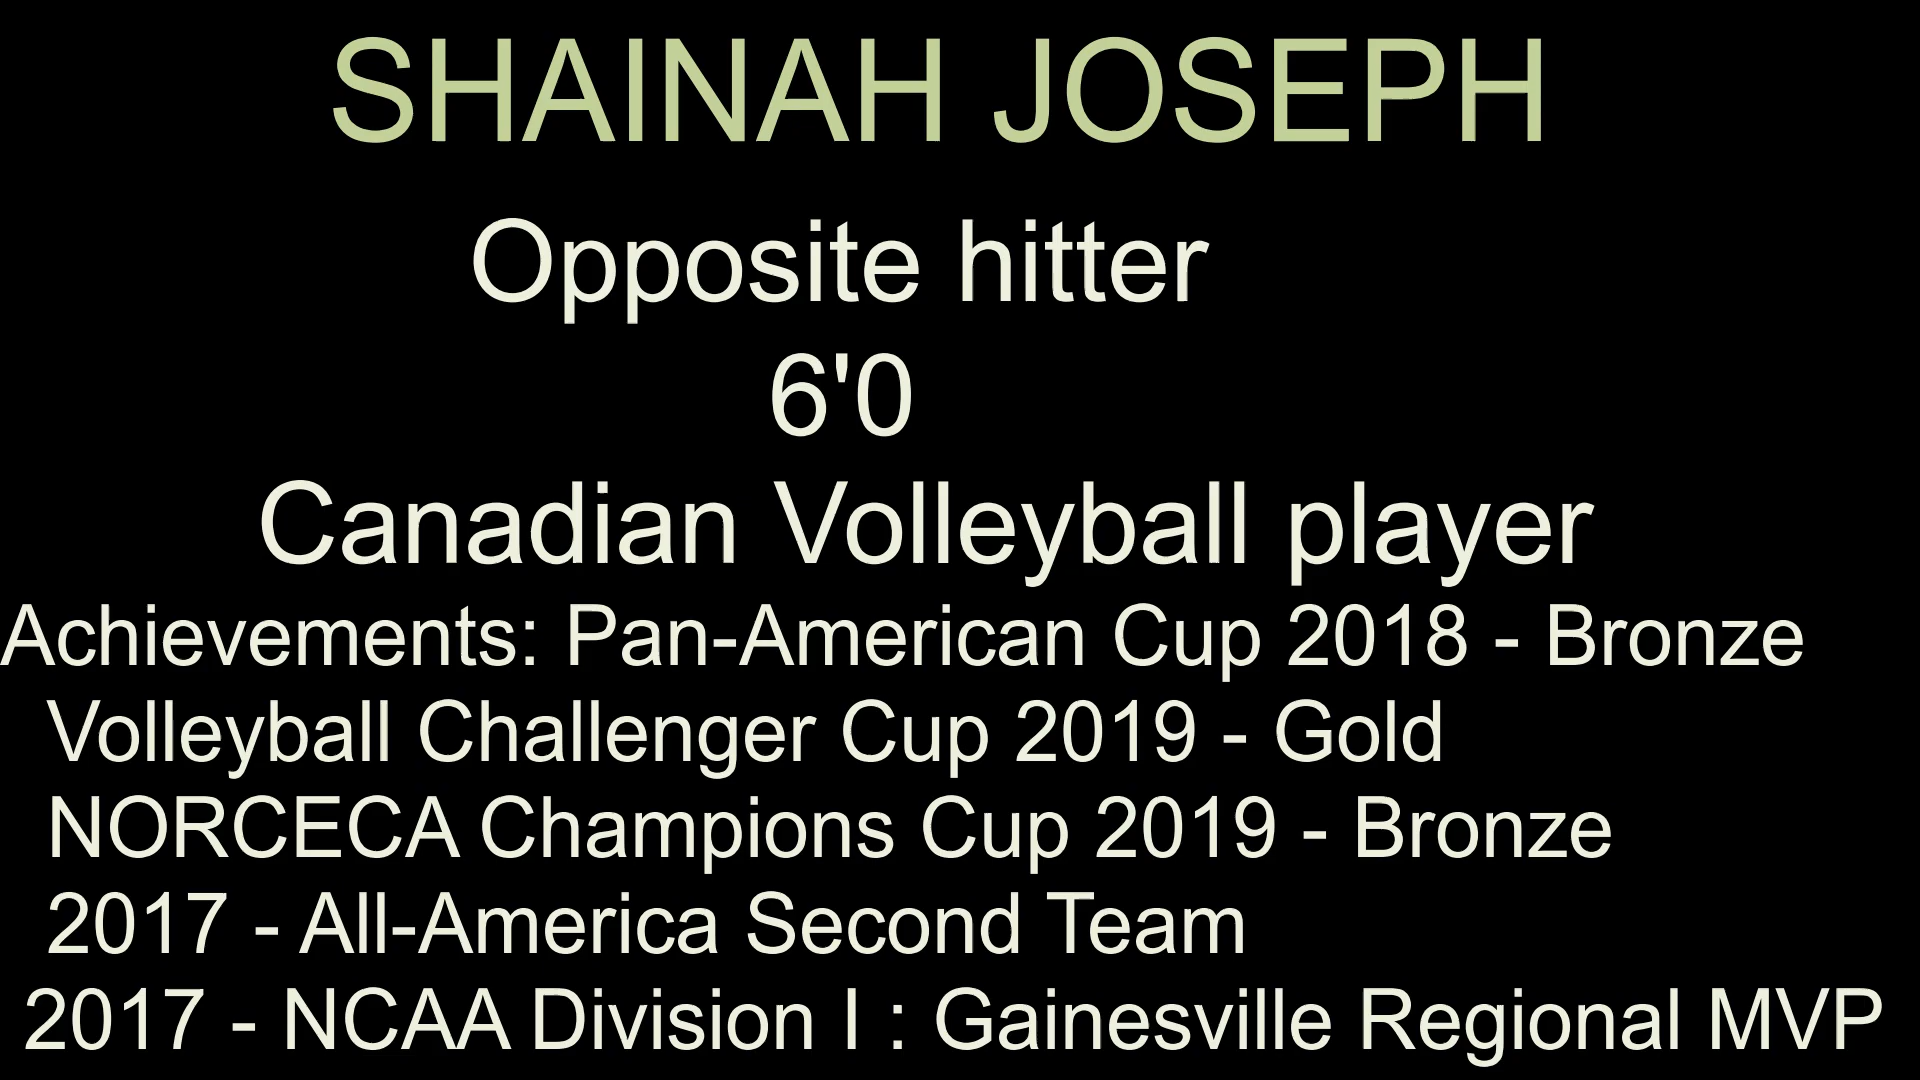 SHAINAH JOSEPH
Opposite hitter
6'0
Canadian Volleyball player
Achievements: Pan-American Cup 2018 - Bronze
Volleyball Challenger Cup 2019 - Gold
NORCECA Champions Cup 2019 - Bronze
2017 - All-America Second Team
2017 - NCAA Division I : Gainesville Regional MVP